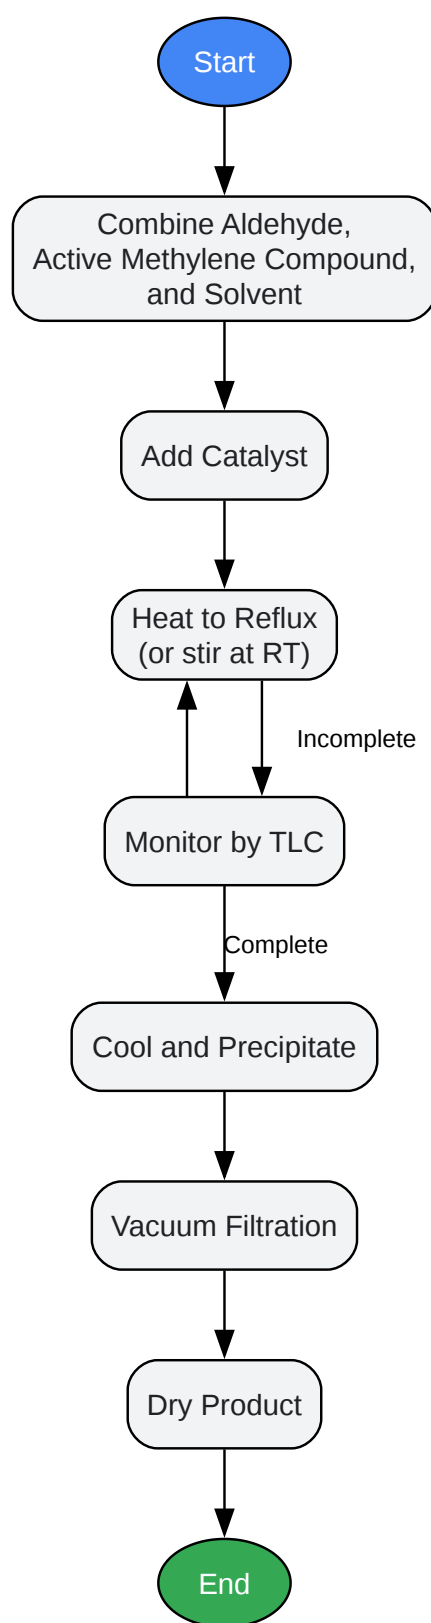 Start
Combine Aldehyde,
Active Methylene Compound,
and Solvent
Add Catalyst
Heat to Reflux
(or stir at RT)
Incomplete
Monitor by TLC
Complete
Cool and Precipitate
Vacuum Filtration
Dry Product
End